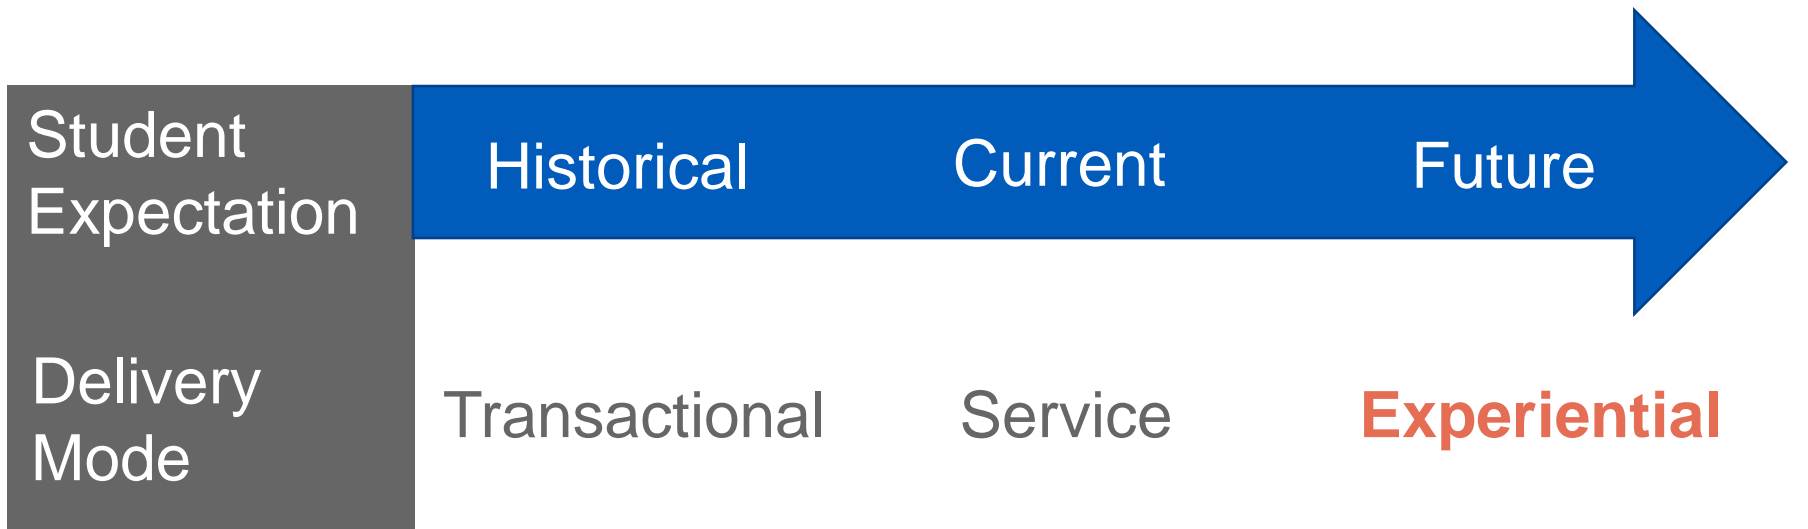 Student
Expectation
Historical
Current
Future
Delivery
Mode
Transactional
Service
Experiential